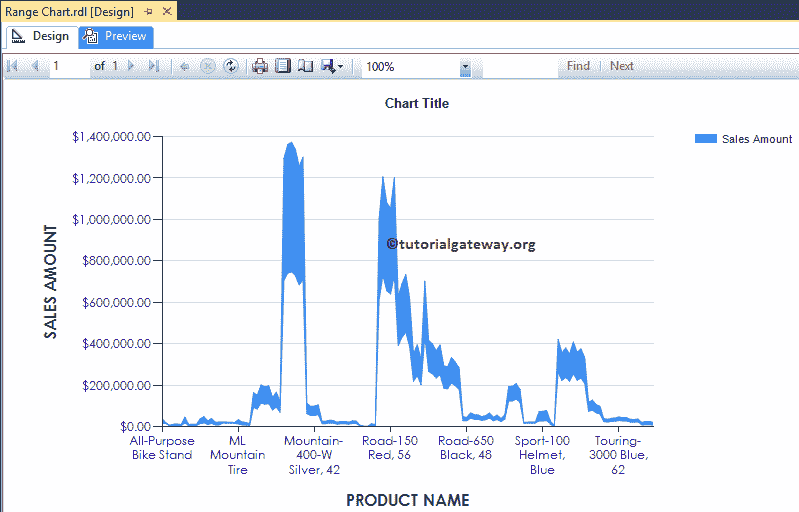 Range Chart.rdl [Design]
Design Preview
1 of 1 100% Find | Next
Chart Title
$1,400,000.00
$1,200,000.00
$1,000,000.00
$800,000.00
$600,000.00
$400,000.00
$200,000.00
$0.00
SALES AMOUNT
Sales Amount
©tutorialgateway.org
All-Purpose
Bike Stand
ML
Mountain
Tire
Mountain-
400-W
Silver, 42
Road-150
Red, 56
Road-650
Black, 48
Sport-100
Helmet,
Blue
Touring-
3000 Blue,
62
PRODUCT NAME